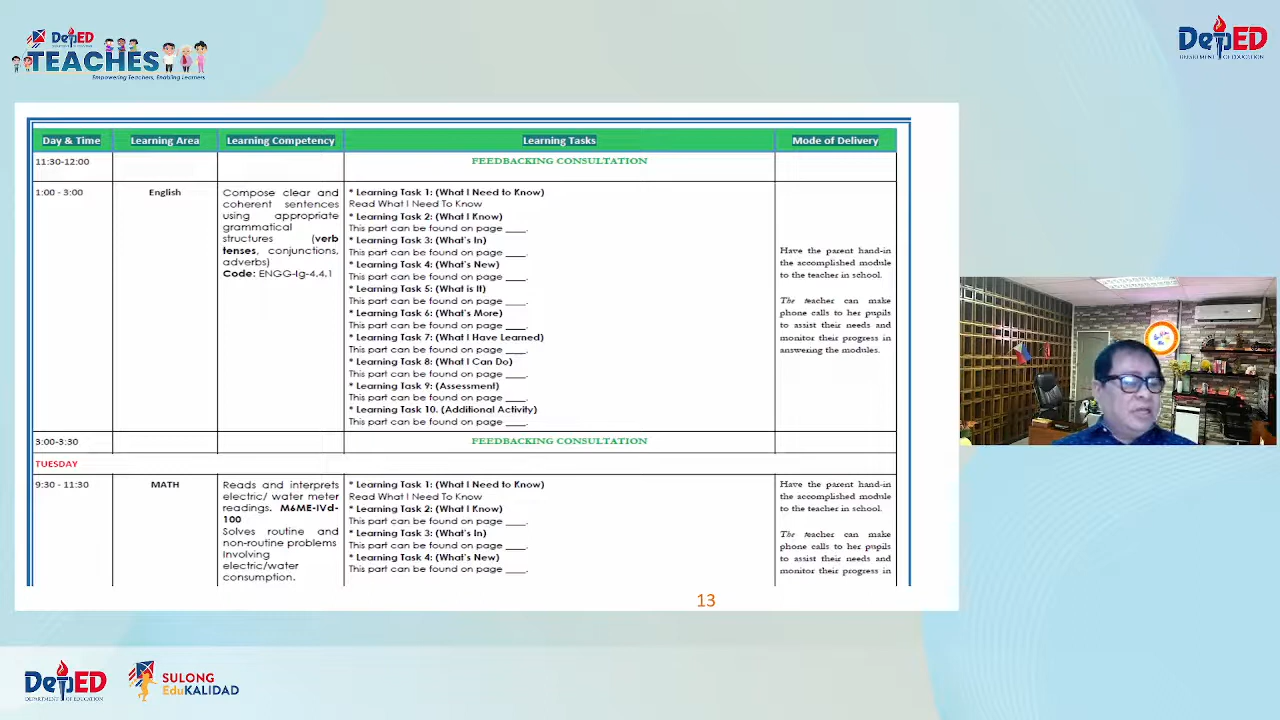 DepED
TEACHES
Empowering Teachers, Enabling Learners
DepED
DEPARTMENT OF EDUCATION
Day & Time Learning Area Learning Competency Learning Tasks Mode of Delivery
11:30-12:00 FEEDBACKING CONSULTATION
1:00 - 3:00 English
Compose clear and
coherent sentences
using appropriate
grammatical
structures (verb
tenses, conjunctions,
adverbs)
Code: ENGG-Ig-4.4.1
* Learning Task 1: (What I Need to Know)
Read What I Need To Know
* Learning Task 2: (What I Know)
This part can be found on page ____.
* Learning Task 3: (What's In)
This part can be found on page ____.
* Learning Task 4: (What's New)
This part can be found on page ____.
* Learning Task 5: (What is It)
This part can be found on page ____.
* Learning Task 6: (What's More)
This part can be found on page ____.
* Learning Task 7: (What I Have Learned)
This part can be found on page ____.
* Learning Task 8: (What I Can Do)
This part can be found on page ____.
* Learning Task 9: (Assessment)
This part can be found on page ____.
* Learning Task 10. (Additional Activity)
This part can be found on page ____.
Have the parent hand-in
the accomplished module
to the teacher in school.
The teacher can make
phone calls to her pupils
to assist their needs and
monitor their progress in
answering the modules.
3:00-3:30 FEEDBACKING CONSULTATION
TUESDAY
9:30 - 11:30 MATH
Reads and interprets
electric/ water meter
readings. M6ME-IVd-
100
Solves routine and
non-routine problems
Involving
electric/water
consumption.
* Learning Task 1: (What I Need to Know)
Read What I Need To Know
* Learning Task 2: (What I Know)
This part can be found on page ____.
* Learning Task 3: (What's In)
This part can be found on page ____.
* Learning Task 4: (What's New)
This part can be found on page ____.
Have the parent hand-in
the accomplished module
to the teacher in school.
The teacher can make
phone calls to her pupils
to assist their needs and
monitor their progress in
13
DepED
DEPARTMENT OF EDUCATION
SULONG
EduKALIDAD